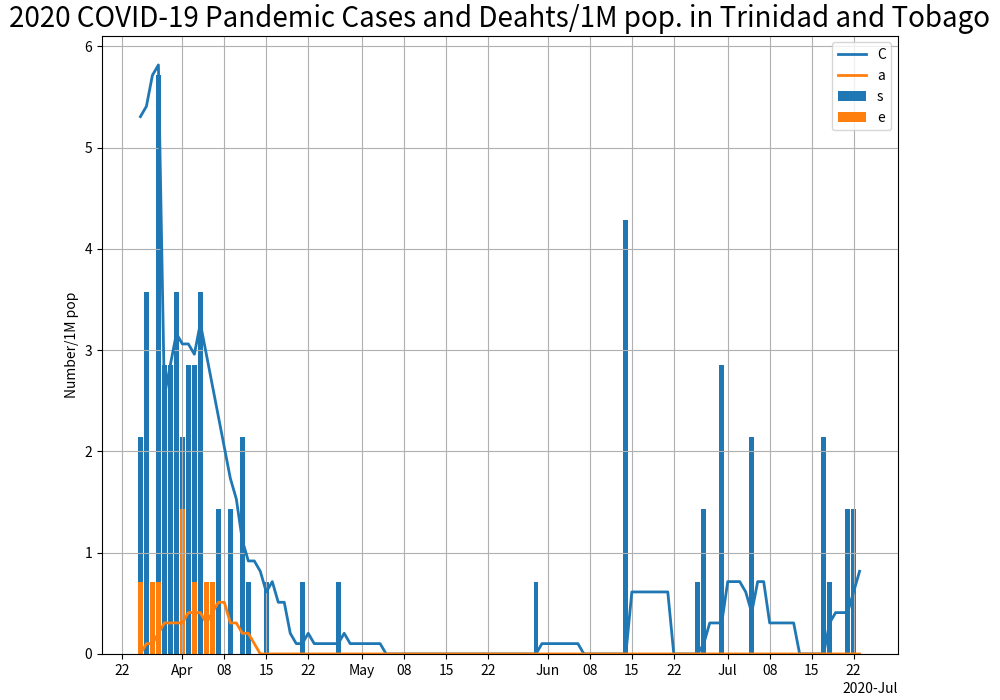 2020 COVID-19 Pandemic Cases and Deahts/1M pop. in Trinidad and Tobago
C
a
s
e
Number/1M pop
6
5
4
3
2
1
0
22 Apr 08 15 22 May 08 15 22 Jun 08 15 22 Jul 08 15 22
2020-Jul